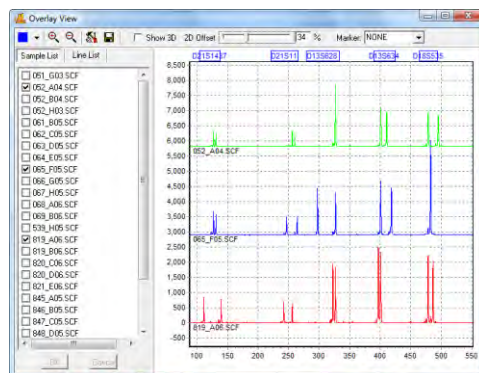 Overlay View
Show 3D 2D Offset 34 % Marker: NONE
Sample List Line List
051_G03.SCF
052_A04.SCF
052_B04.SCF
052_H03.SCF
061_B05.SCF
062_C05.SCF
063_D05.SCF
064_E05.SCF
065_F05.SCF
066_G05.SCF
067_H05.SCF
068_A06.SCF
069_B06.SCF
539_H05.SCF
819_A06.SCF
819_B06.SCF
820_C06.SCF
820_D06.SCF
821_E06.SCF
845_A05.SCF
846_B05.SCF
847_C05.SCF
848_D05.SCF
D21S1437 D21S11 D13S628 D13S634 D18S535
8,500
8,000
7,500
7,000
6,500
6,000
5,500
5,000
4,500
4,000
3,500
3,000
2,500
2,000
1,500
1,000
500
0
-500
052_A04.SCF
065_F05.SCF
819_A06.SCF
100 150 200 250 300 350 400 450 500 550